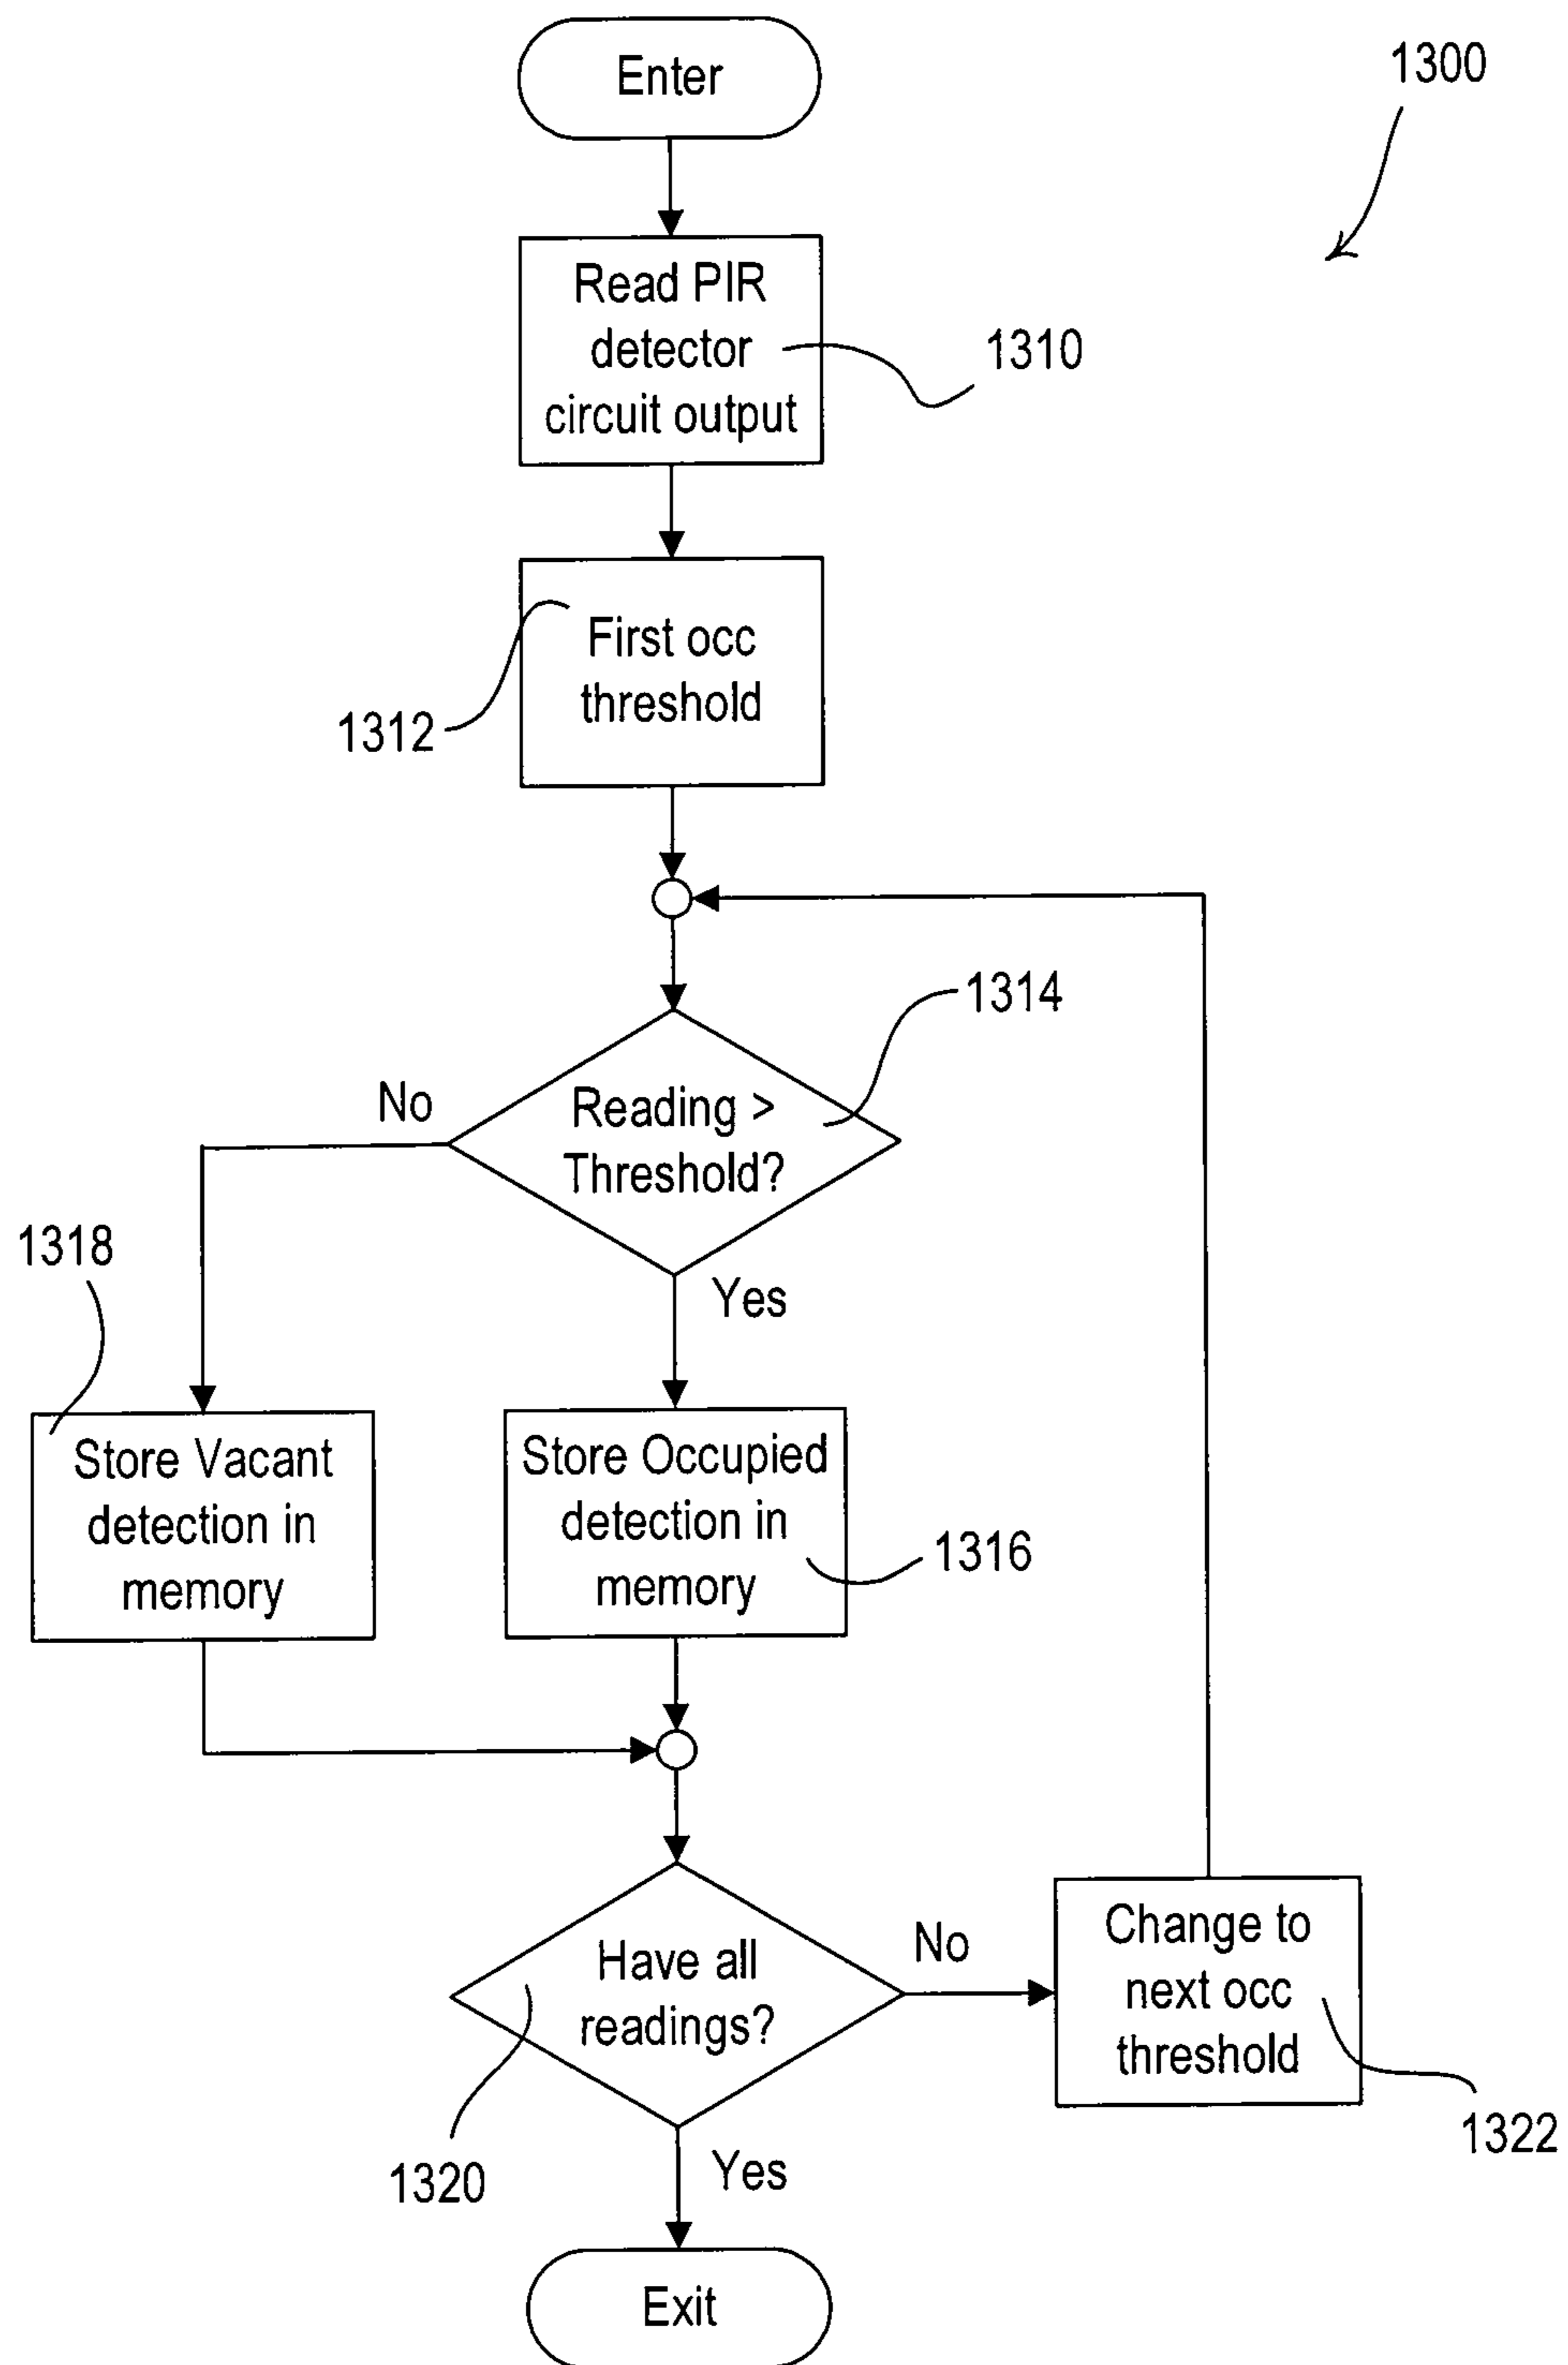 Enter
1300
Read PIR
detector
circuit output
1310
First occ
threshold
1312
1314
No
Reading >
Threshold?
Yes
1318
Store Vacant
detection in
memory
Store Occupied
detection in
memory
1316
Have all
readings?
No
Change to
next occ
threshold
1322
1320
Yes
Exit